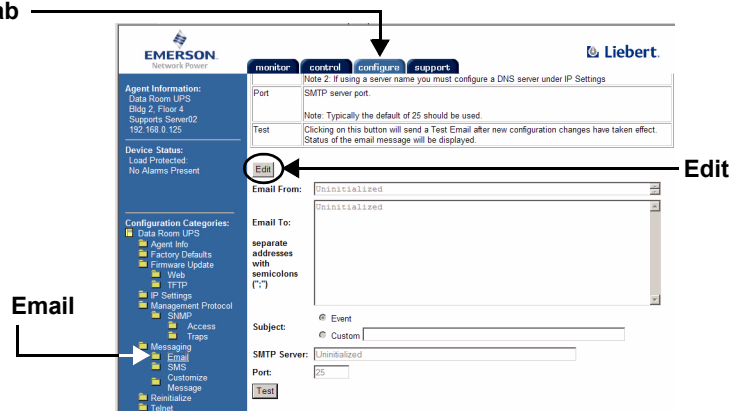 ab
EMERSON.
Network Power
monitor control configure support
Liebert.
Agent Information:
Data Room UPS
Bldg 2, Floor 4
Supports Server02
192.168.0.125
Device Status:
Load Protected:
No Alarms Present
Configuration Categories:
Data Room UPS
Agent Info
Factory Defaults
Firmware Update
Web
TFTP
IP Settings
Management Protocol
SNMP
Access
Traps
Messaging
Email
SMS
Customize
Message
Reinitialize
Telnet
Note 2: If using a server name you must configure a DNS server under IP Settings
Port SMTP server port.
Note: Typically the default of 25 should be used.
Test Clicking on this button will send a Test Email after new configuration changes have taken effect.
Status of the email message will be displayed.
Edit
Edit
Email From: Uninitialized
Email To: Uninitialized
separate
addresses
with
semicolons
(";")
Subject: Event
Custom
SMTP Server: Uninitialized
Port: 25
Test
Email